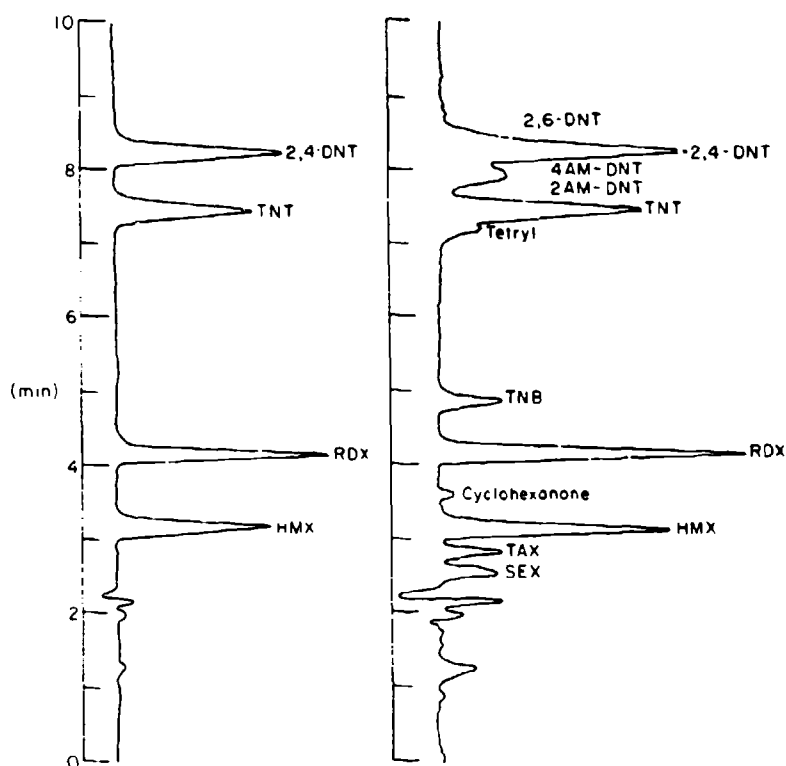 10
8
6
(min)
4
2
0
2,4-DNT
TNT
RDX
HMX
2,6-DNT
2,4-DNT
4AM-DNT
2AM-DNT
TNT
Tetryl
TNB
RDX
Cyclohexanone
HMX
TAX
SEX